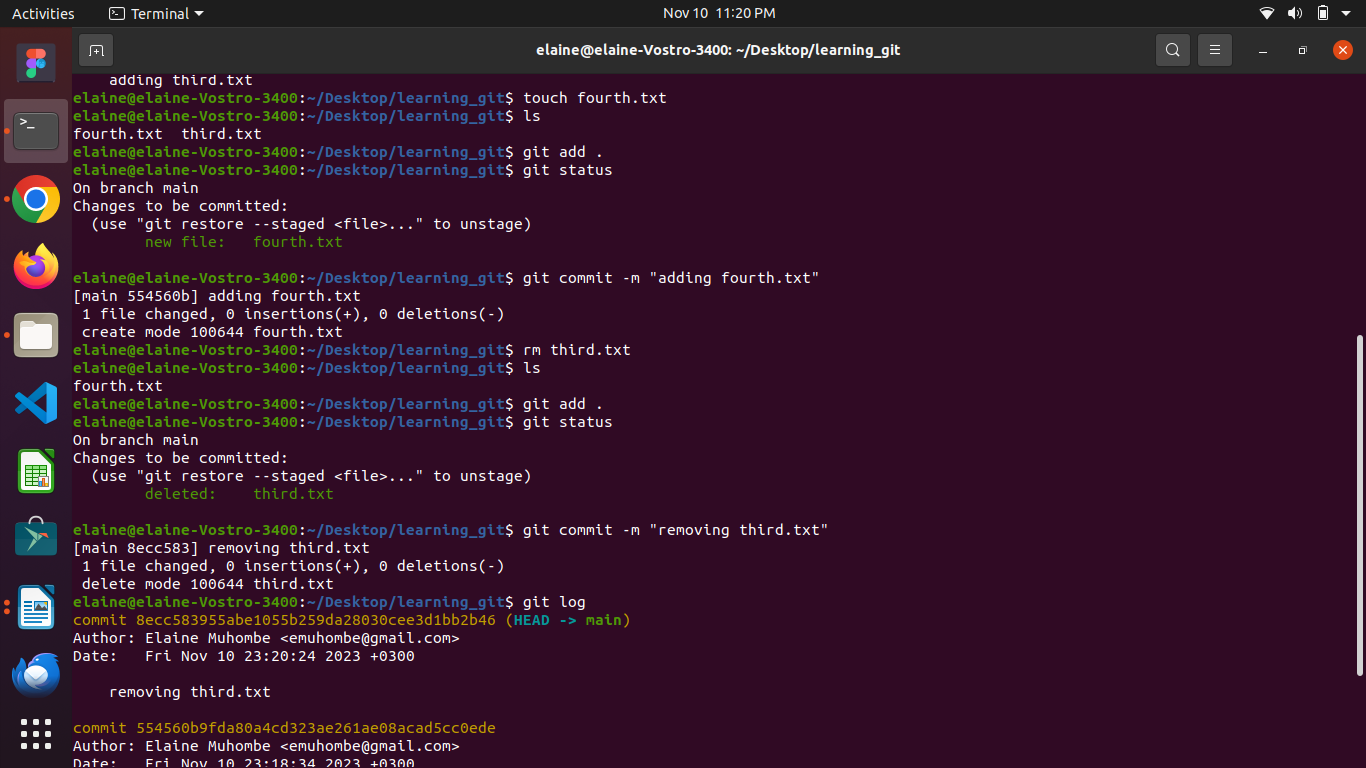 Activities Terminal Nov 10 11:20 PM
elaine@elaine-Vostro-3400: ~/Desktop/learning_git
    adding third.txt
elaine@elaine-Vostro-3400:~/Desktop/learning_git$ touch fourth.txt
elaine@elaine-Vostro-3400:~/Desktop/learning_git$ ls
fourth.txt  third.txt
elaine@elaine-Vostro-3400:~/Desktop/learning_git$ git add .
elaine@elaine-Vostro-3400:~/Desktop/learning_git$ git status
On branch main
Changes to be committed:
  (use "git restore --staged <file>..." to unstage)
        new file:   fourth.txt
elaine@elaine-Vostro-3400:~/Desktop/learning_git$ git commit -m "adding fourth.txt"
[main 554560b] adding fourth.txt
 1 file changed, 0 insertions(+), 0 deletions(-)
 create mode 100644 fourth.txt
elaine@elaine-Vostro-3400:~/Desktop/learning_git$ rm third.txt
elaine@elaine-Vostro-3400:~/Desktop/learning_git$ ls
fourth.txt
elaine@elaine-Vostro-3400:~/Desktop/learning_git$ git add .
elaine@elaine-Vostro-3400:~/Desktop/learning_git$ git status
On branch main
Changes to be committed:
  (use "git restore --staged <file>..." to unstage)
        deleted:    third.txt
elaine@elaine-Vostro-3400:~/Desktop/learning_git$ git commit -m "removing third.txt"
[main 8ecc583] removing third.txt
 1 file changed, 0 insertions(+), 0 deletions(-)
 delete mode 100644 third.txt
elaine@elaine-Vostro-3400:~/Desktop/learning_git$ git log
commit 8ecc583955abe1055b259da28030cee3d1bb2b46 (HEAD -> main)
Author: Elaine Muhombe <emuhombe@gmail.com>
Date:   Fri Nov 10 23:20:24 2023 +0300
    removing third.txt
commit 554560b9fda80a4cd323ae261ae08acad5cc0ede
Author: Elaine Muhombe <emuhombe@gmail.com>
Date:   Fri Nov 10 23:18:34 2023 +0300